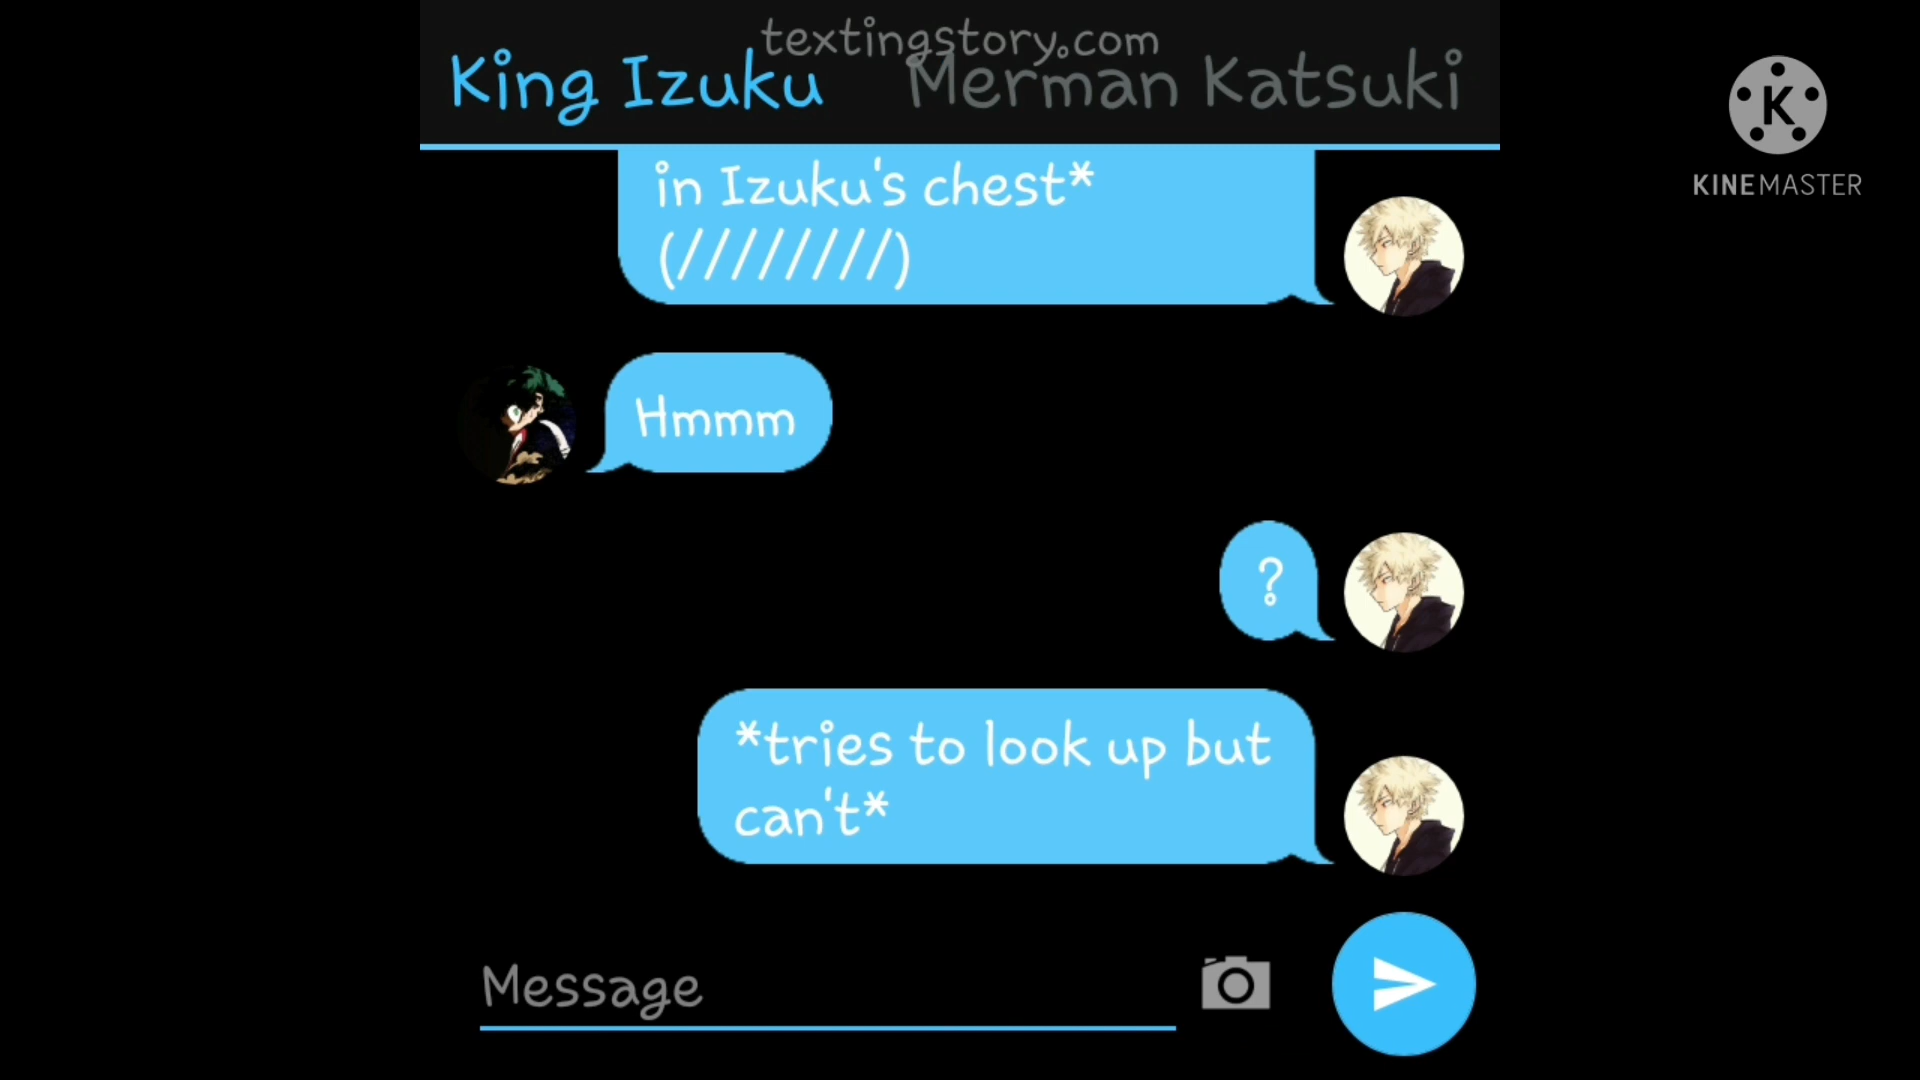 textingstory.com
King Izuku Merman Katsuki
K
KINEMASTER
in Izuku's chest*
(/////////)
Hmmm
?
*tries to look up but
can't*
Message